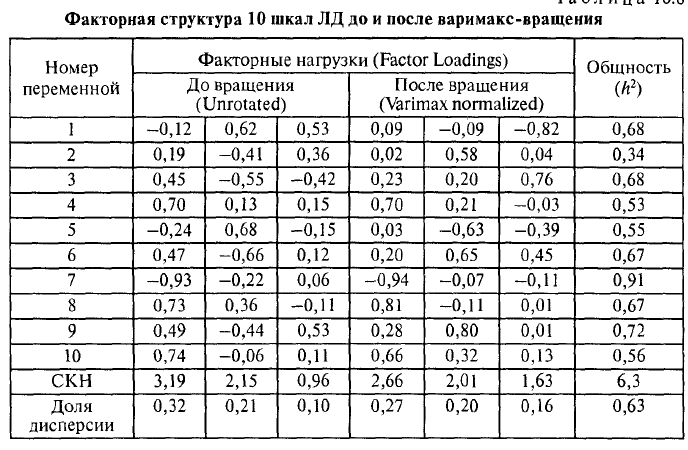 Факторная структура 10 шкал ЛД до и после варимакс-вращения
Номер переменной | Факторные нагрузки (Factor Loadings) | Общность (h²)
До вращения (Unrotated) | После вращения (Varimax normalized)
1 | −0,12 | 0,62 | 0,53 | 0,09 | −0,09 | −0,82 | 0,68
2 | 0,19 | −0,41 | 0,36 | 0,02 | 0,58 | 0,04 | 0,34
3 | 0,45 | −0,55 | −0,42 | 0,23 | 0,20 | 0,76 | 0,68
4 | 0,70 | 0,13 | 0,15 | 0,70 | 0,21 | −0,03 | 0,53
5 | −0,24 | 0,68 | −0,15 | 0,03 | −0,63 | −0,39 | 0,55
6 | 0,47 | −0,66 | 0,12 | 0,20 | 0,65 | 0,45 | 0,67
7 | −0,93 | −0,22 | 0,06 | −0,94 | −0,07 | −0,11 | 0,91
8 | 0,73 | 0,36 | −0,11 | 0,81 | −0,11 | 0,01 | 0,67
9 | 0,49 | −0,44 | 0,53 | 0,28 | 0,80 | 0,01 | 0,72
10 | 0,74 | −0,06 | 0,11 | 0,66 | 0,32 | 0,13 | 0,56
СКН | 3,19 | 2,15 | 0,96 | 2,66 | 2,01 | 1,63 | 6,3
Доля дисперсии | 0,32 | 0,21 | 0,10 | 0,27 | 0,20 | 0,16 | 0,63